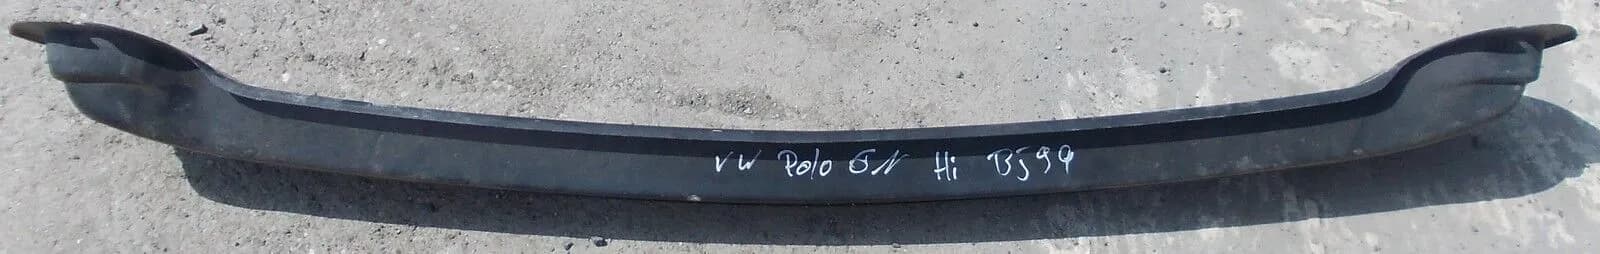 VW Polo 6N Hi Bj99